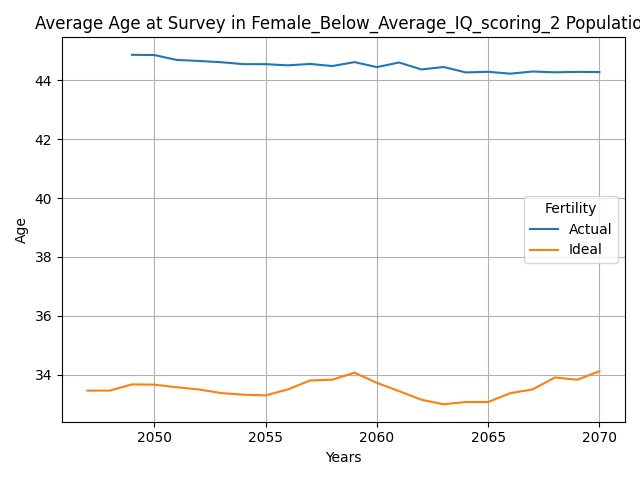 Average Age at Survey in Female_Below_Average_IQ_scoring_2 Populatio
44
42
40
38
36
34
Age
Fertility
Actual
Ideal
2050 2055 2060 2065 2070
Years